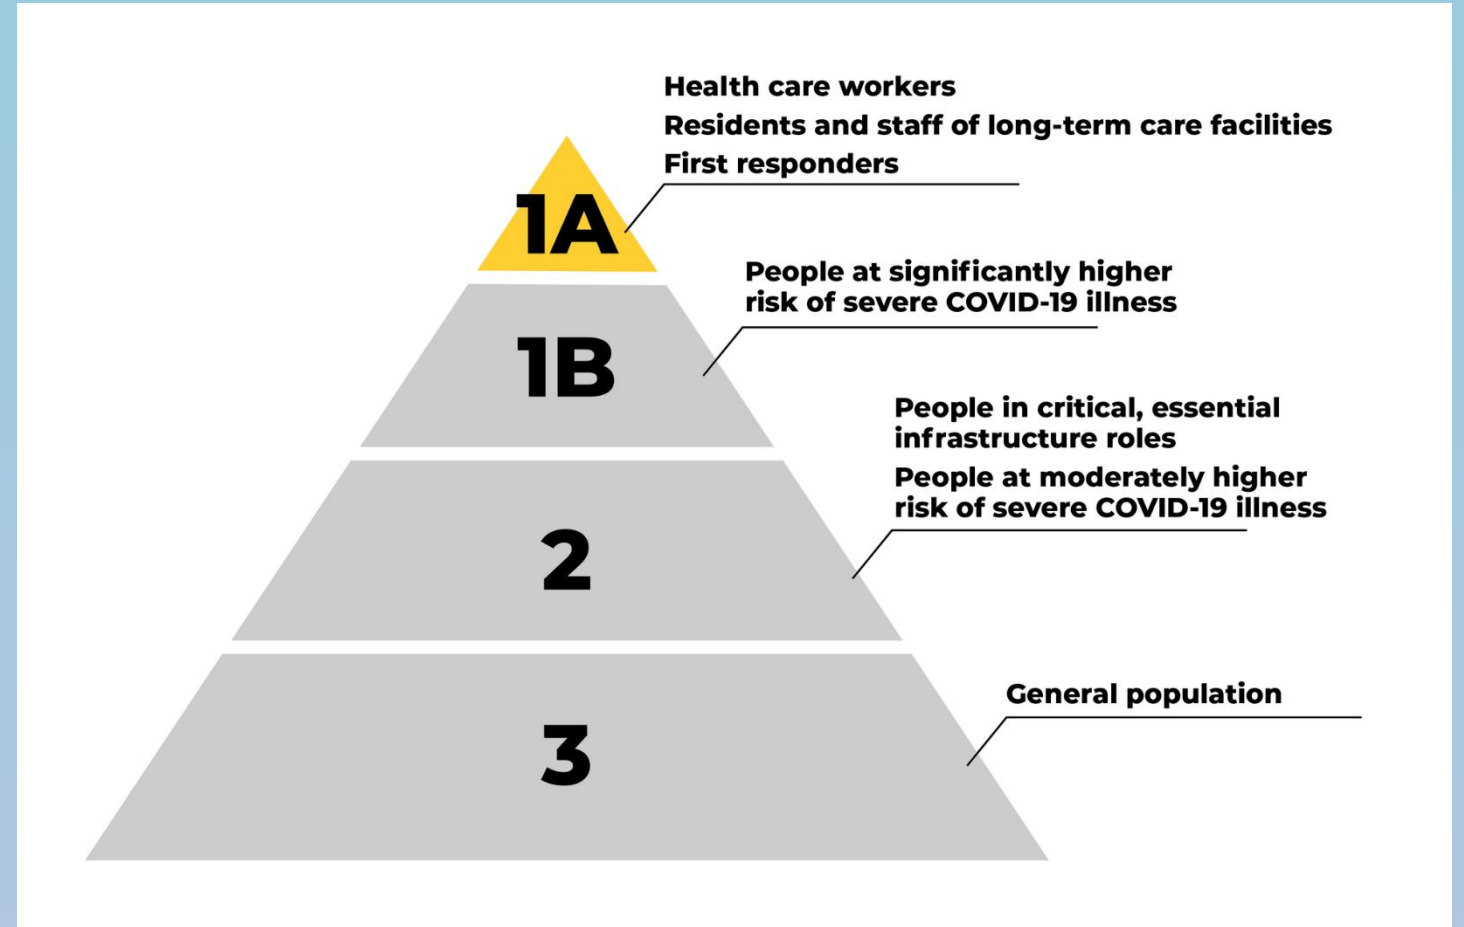 Health care workers
Residents and staff of long-term care facilities
First responders
1A
People at significantly higher
risk of severe COVID-19 illness
1B
People in critical, essential
infrastructure roles
People at moderately higher
risk of severe COVID-19 illness
2
General population
3